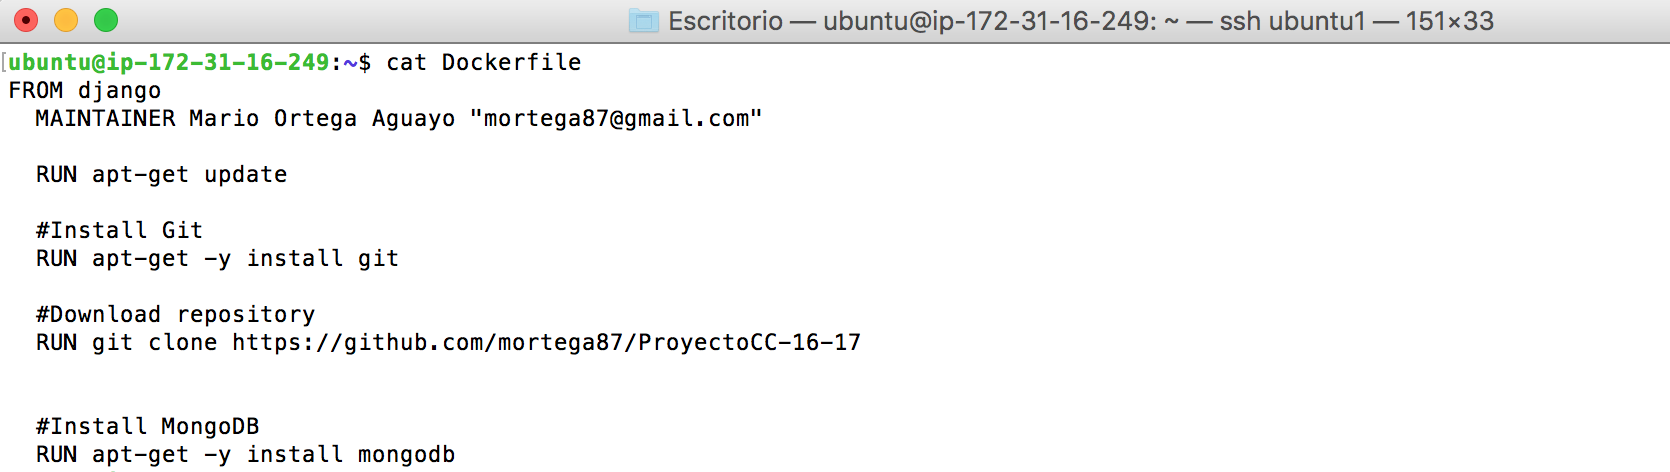 Escritorio — ubuntu@ip-172-31-16-249: ~ — ssh ubuntu1 — 151×33
[ubuntu@ip-172-31-16-249:~$ cat Dockerfile
FROM django
  MAINTAINER Mario Ortega Aguayo "mortega87@gmail.com"
  RUN apt-get update
  #Install Git
  RUN apt-get -y install git
  #Download repository
  RUN git clone https://github.com/mortega87/ProyectoCC-16-17
  #Install MongoDB
  RUN apt-get -y install mongodb